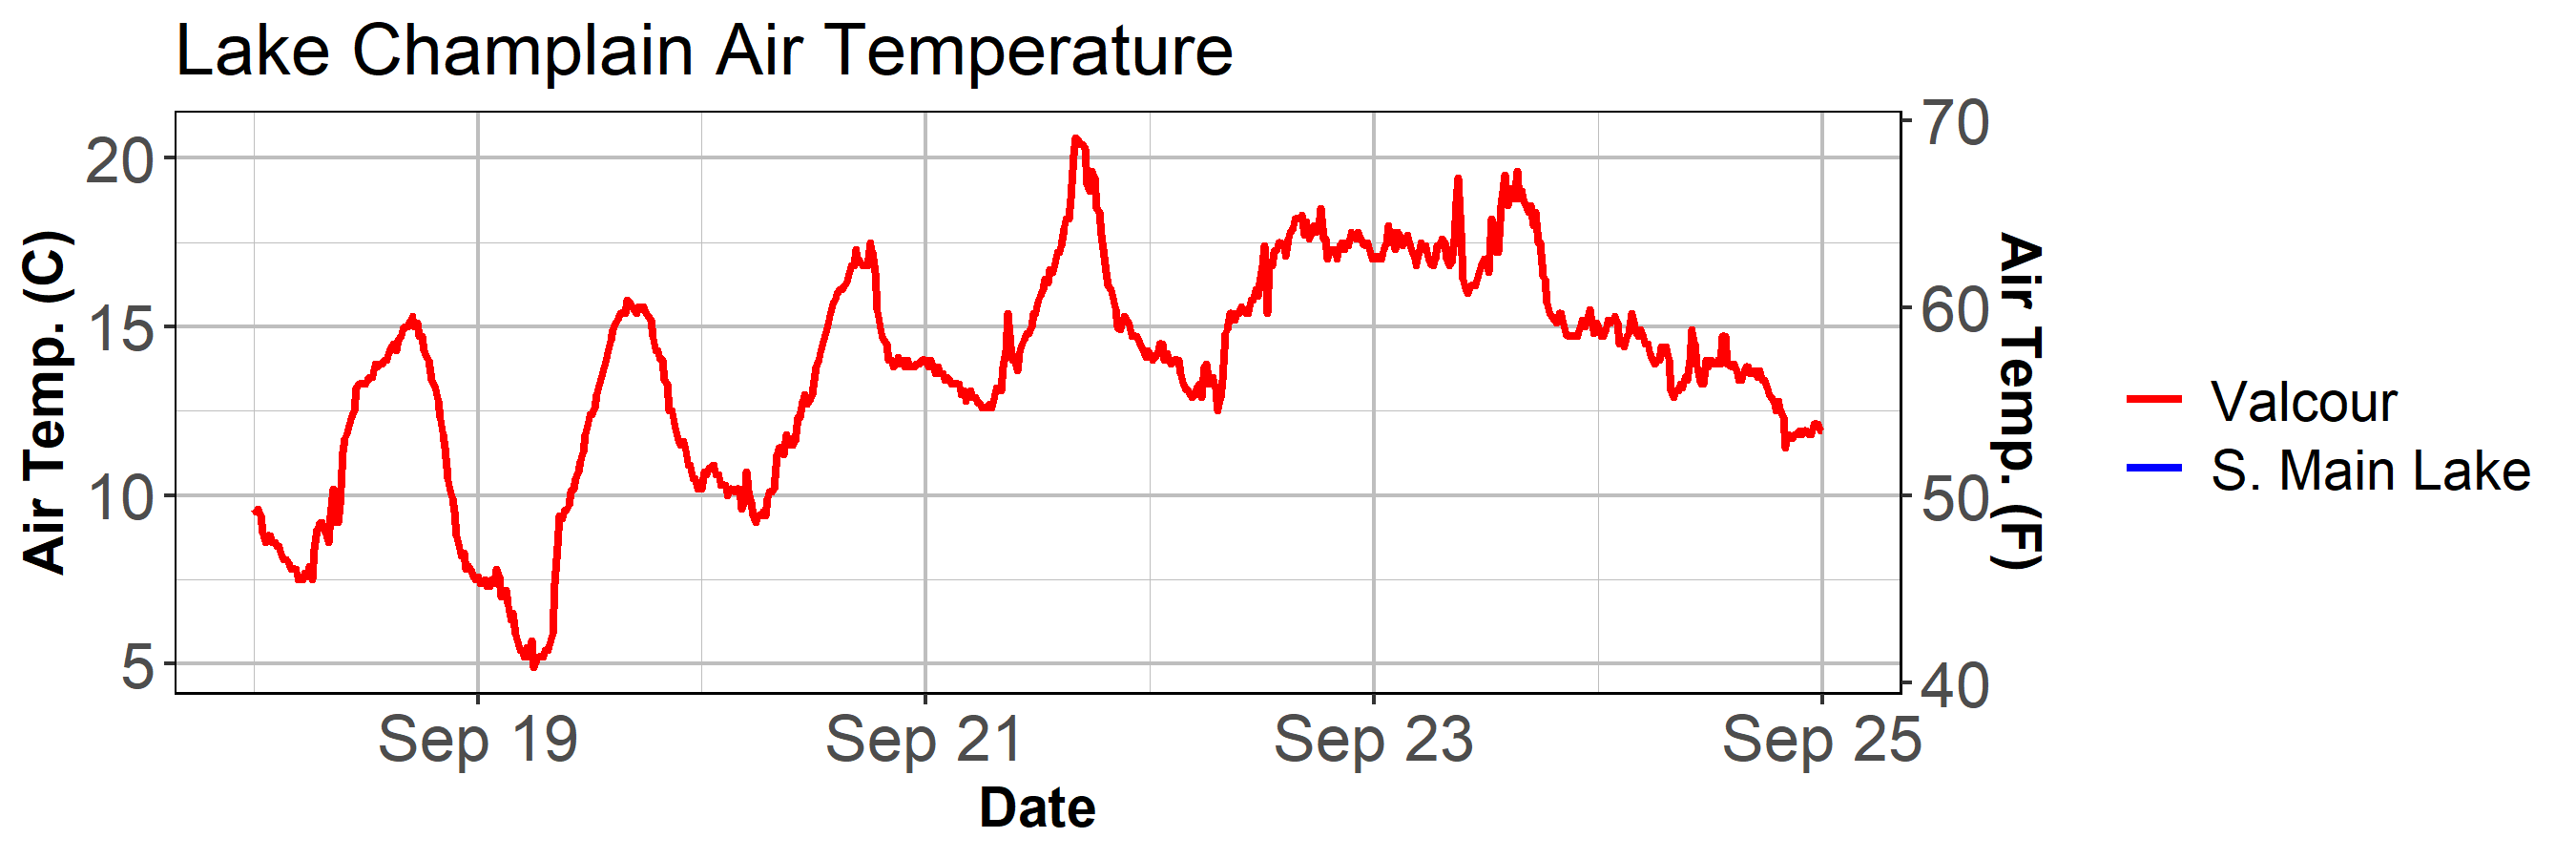 Lake Champlain Air Temperature
20
15
10
5
Air Temp. (C)
70
60
50
40
Air Temp. (F)
Sep 19
Sep 21
Sep 23
Sep 25
Date
Valcour
S. Main Lake